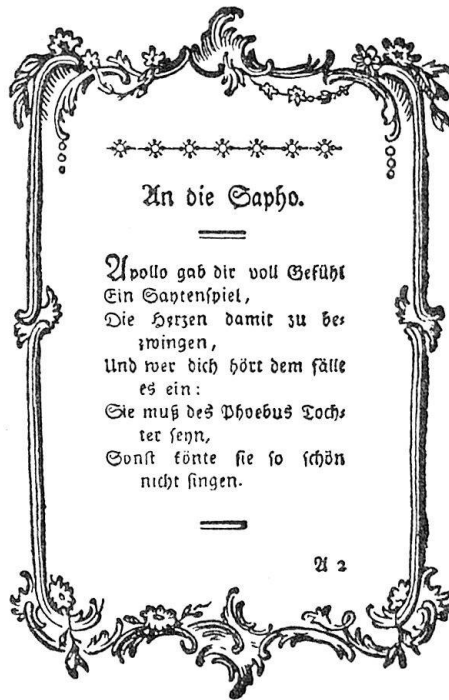 An die Sapho.
Apollo gab dir voll Gefühl
Ein Saytenspiel,
Die Herzen damit zu be-
zwingen,
Und wer dich hört dem fälle
es ein:
Sie muß des Phoebus Toch-
ter seyn,
Sonst könte sie so schön
nicht singen.
A 2